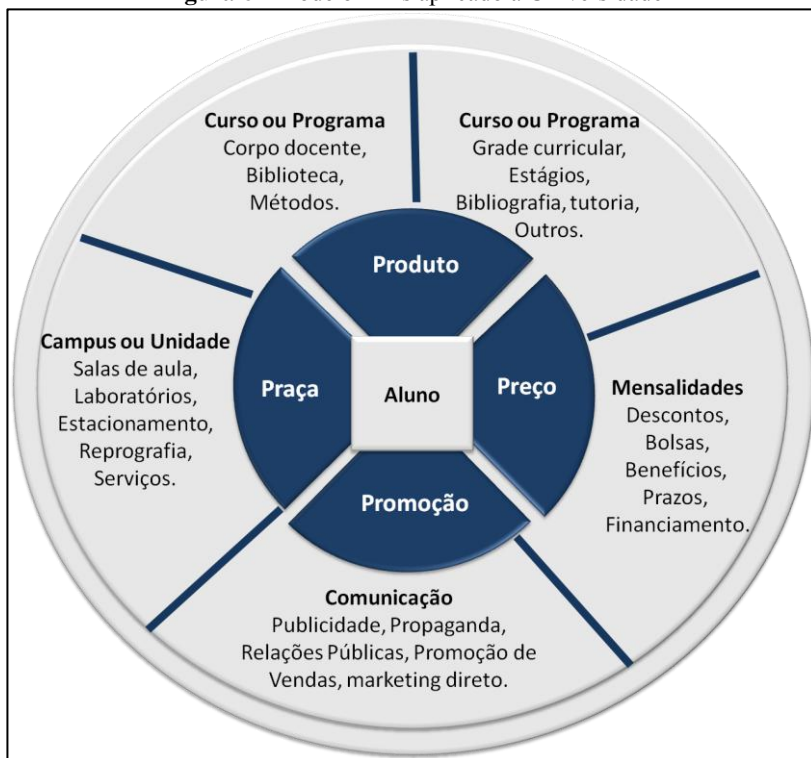 Curso ou Programa
Corpo docente,
Biblioteca,
Métodos.
Curso ou Programa
Grade curricular,
Estágios,
Bibliografia, tutoria,
Outros.
Produto
Campus ou Unidade
Salas de aula,
Laboratórios,
Estacionamento,
Reprografia,
Serviços.
Praça
Aluno
Preço
Mensalidades
Descontos,
Bolsas,
Benefícios,
Prazos,
Financiamento.
Promoção
Comunicação
Publicidade, Propaganda,
Relações Públicas, Promoção de
Vendas, marketing direto.